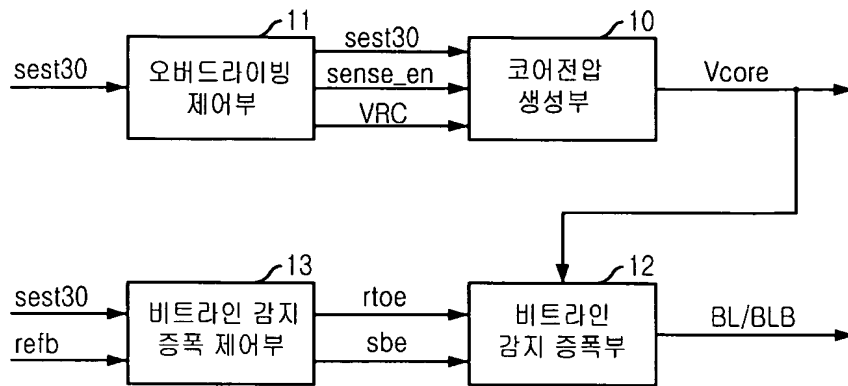 11
10
sest30
오버드라이빙
제어부
sest30
sense_en
VRC
코어전압
생성부
Vcore
13
12
sest30
refb
비트라인 감지
증폭 제어부
rtoe
sbe
비트라인
감지 증폭부
BL/BLB